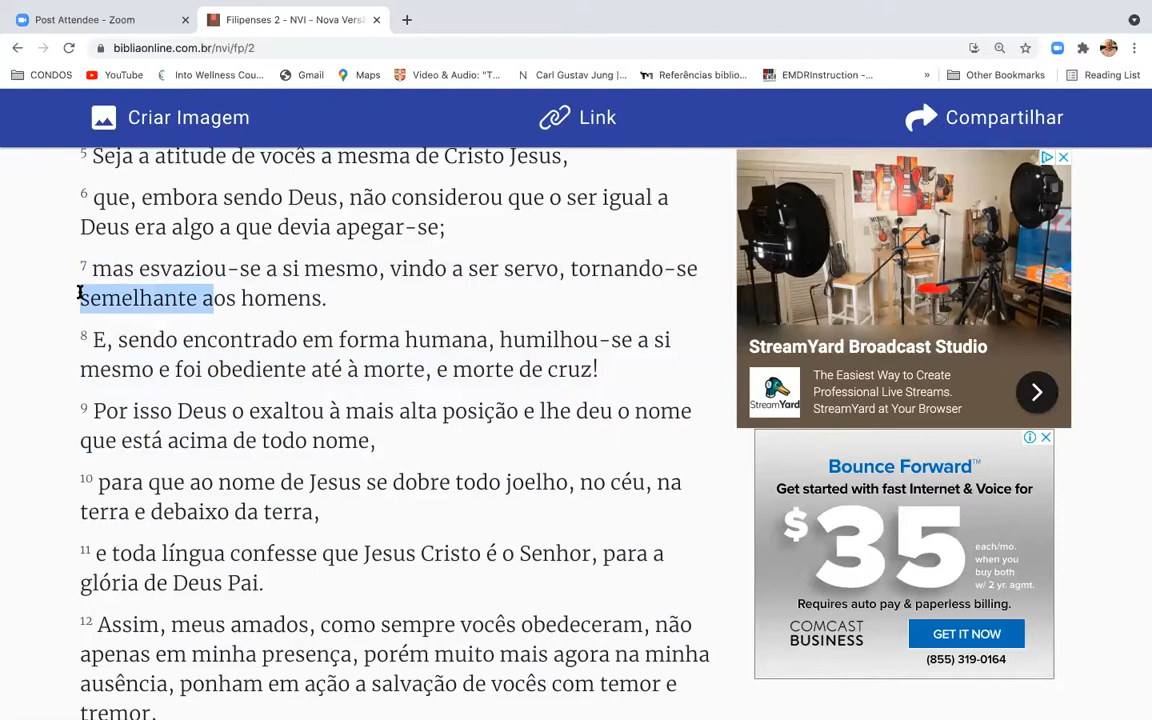 Post Attendee - Zoom
Filipenses 2 - NVI - Nova Vers
bibliaonline.com.br/nvi/fp/2
CONDOS
YouTube
Into Wellness Cou...
Gmail
Maps
Video & Audio: "T...
Carl Gustav Jung |...
Referências biblio...
EMDRInstruction -...
»
Other Bookmarks
Reading List
Criar Imagem
Link
Compartilhar
5 Seja a atitude de vocês a mesma de Cristo Jesus,
6 que, embora sendo Deus, não considerou que o ser igual a
Deus era algo a que devia apegar-se;
7 mas esvaziou-se a si mesmo, vindo a ser servo, tornando-se
semelhante aos homens.
8 E, sendo encontrado em forma humana, humilhou-se a si
mesmo e foi obediente até à morte, e morte de cruz!
9 Por isso Deus o exaltou à mais alta posição e lhe deu o nome
que está acima de todo nome,
10 para que ao nome de Jesus se dobre todo joelho, no céu, na
terra e debaixo da terra,
11 e toda língua confesse que Jesus Cristo é o Senhor, para a
glória de Deus Pai.
12 Assim, meus amados, como sempre vocês obedeceram, não
apenas em minha presença, porém muito mais agora na minha
ausência, ponham em ação a salvação de vocês com temor e
tremor,
StreamYard Broadcast Studio
StreamYard
The Easiest Way to Create
Professional Live Streams.
StreamYard at Your Browser
Bounce Forward™
Get started with fast Internet & Voice for
$35
each/mo.
when you
buy both
w/ 2 yr. agmt.
Requires auto pay & paperless billing.
COMCAST
BUSINESS
GET IT NOW
(855) 319-0164